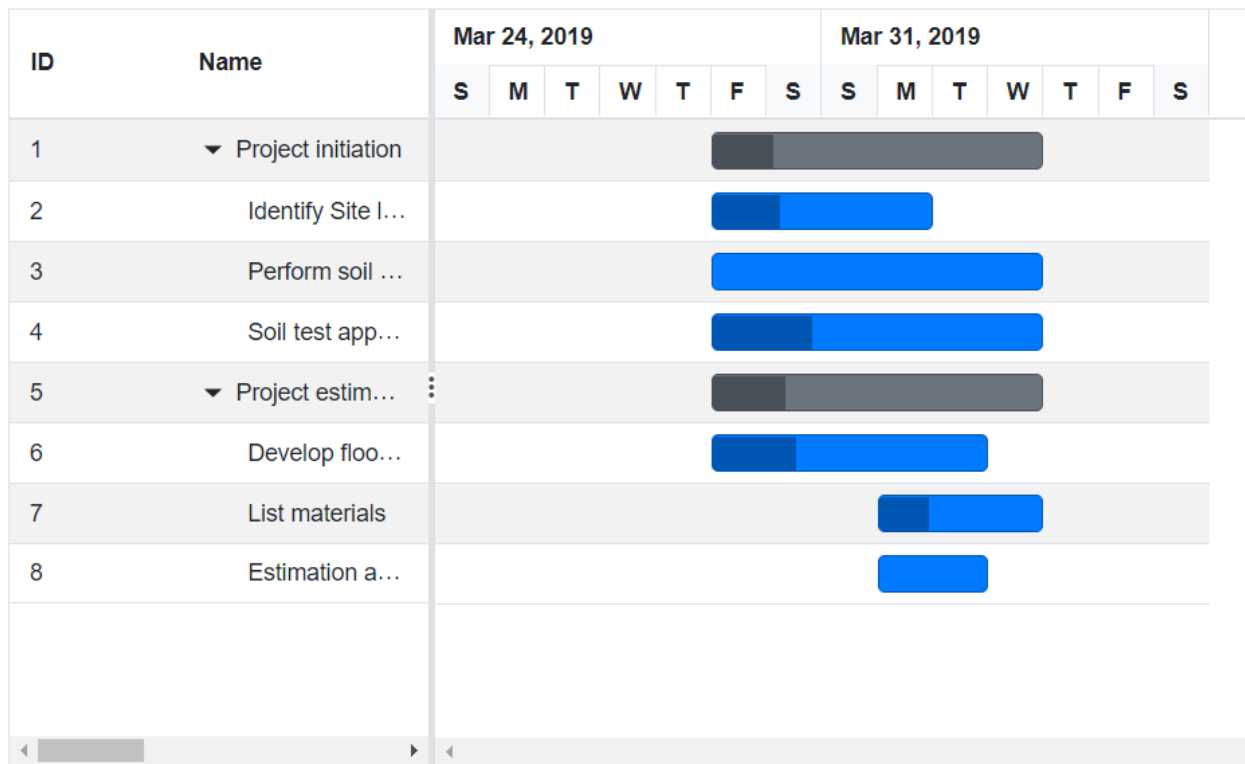 ID Name Mar 24, 2019 Mar 31, 2019
S M T W T F S S M T W T F S
1 Project initiation
2 Identify Site l…
3 Perform soil …
4 Soil test app…
5 Project estim…
6 Develop floo…
7 List materials
8 Estimation a…